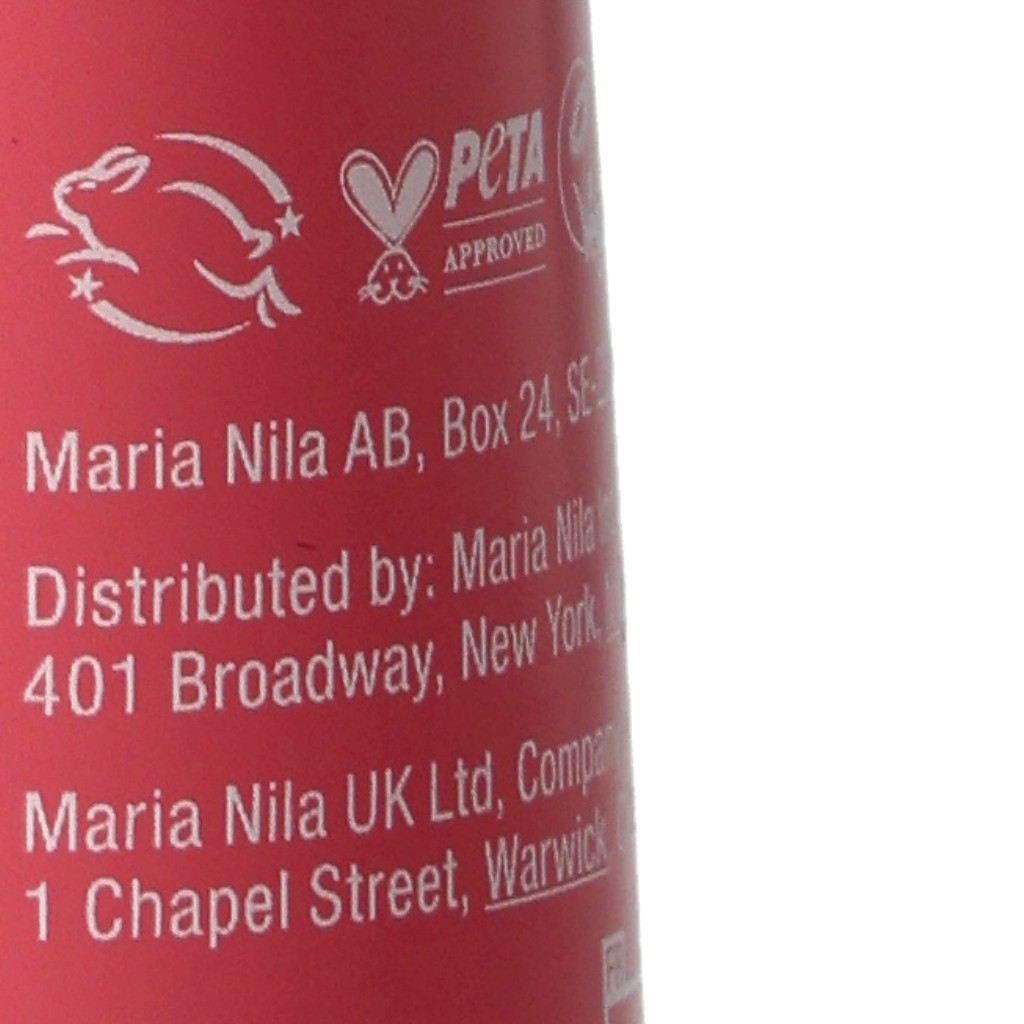 PETA
APPROVED
Maria Nila AB, Box 24, SE-
Distributed by: Maria Nila
401 Broadway, New York,
Maria Nila UK Ltd,
1 Chapel Street, Warwick